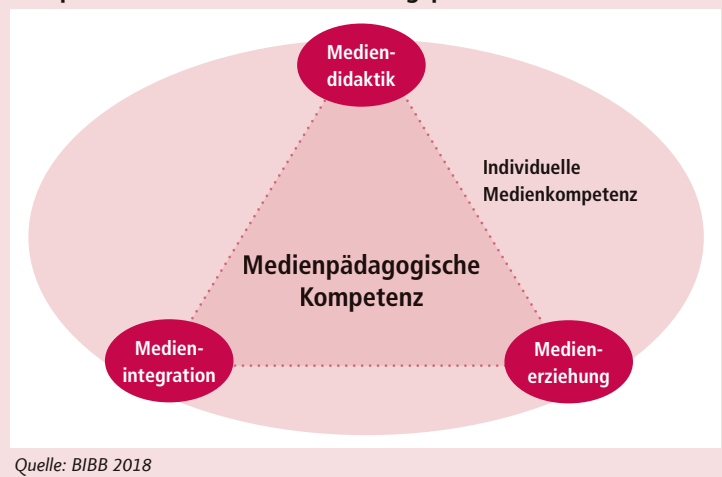 Medien-
didaktik
Individuelle
Medienkompetenz
Medienpädagogische
Kompetenz
Medien-
integration
Medien-
erziehung
Quelle: BIBB 2018